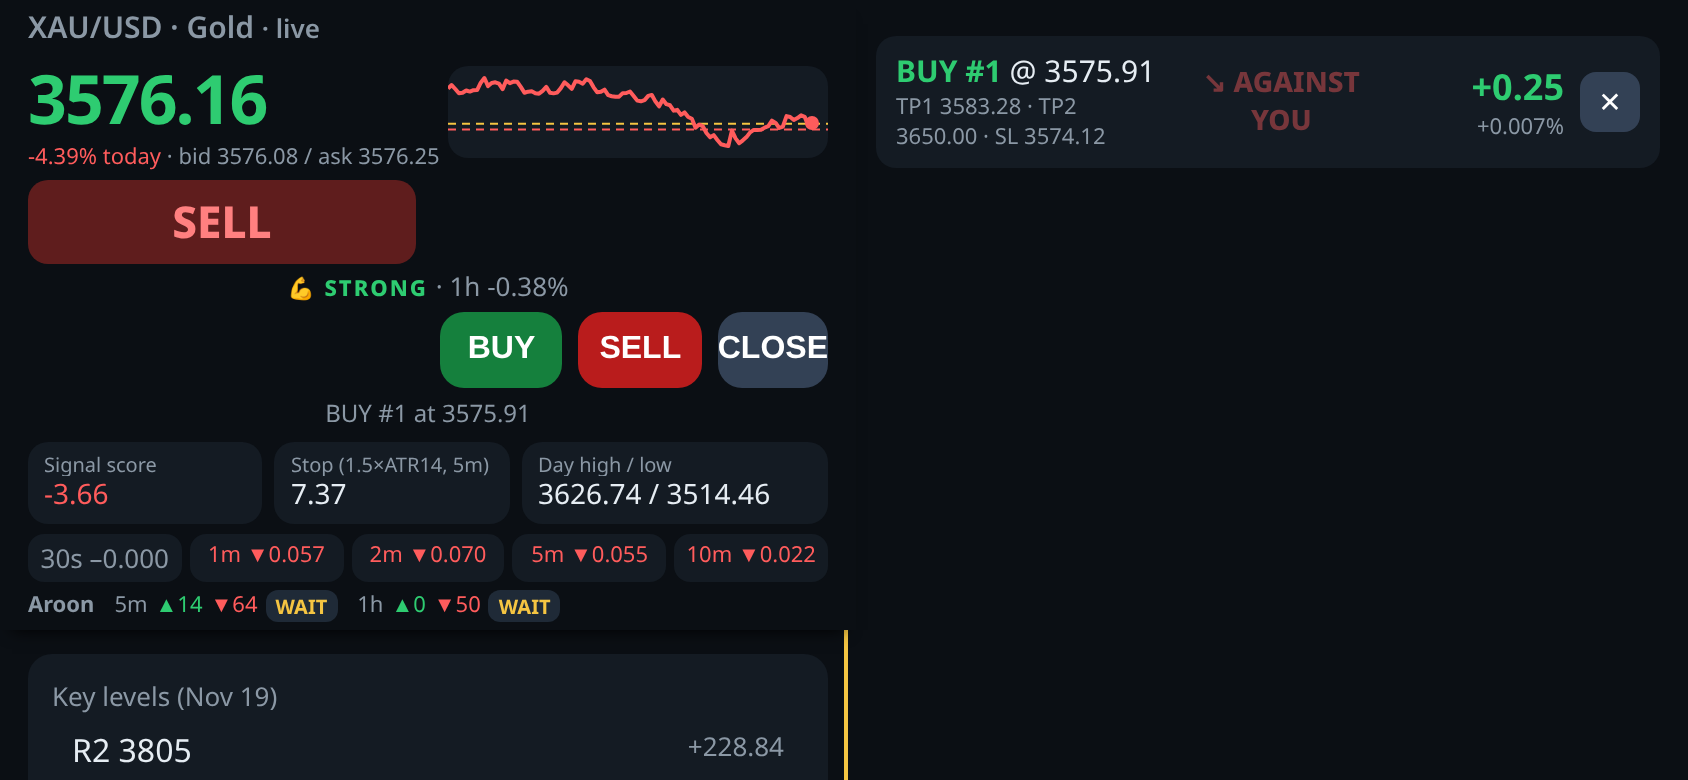 XAU/USD · Gold · live
3576.16
-4.39% today · bid 3576.08 / ask 3576.25
SELL
💪 STRONG · 1h -0.38%
BUY SELL CLOSE
BUY #1 at 3575.91
Signal score
-3.66
Stop (1.5×ATR14, 5m)
7.37
Day high / low
3626.74 / 3514.46
30s –0.000 1m ▼0.057 2m ▼0.070 5m ▼0.055 10m ▼0.022
Aroon 5m ▲14 ▼64 WAIT 1h ▲0 ▼50 WAIT
Key levels (Nov 19)
R2 3805 +228.84
BUY #1 @ 3575.91
TP1 3583.28 · TP2
3650.00 · SL 3574.12
↘ AGAINST
YOU
+0.25
+0.007%
✕